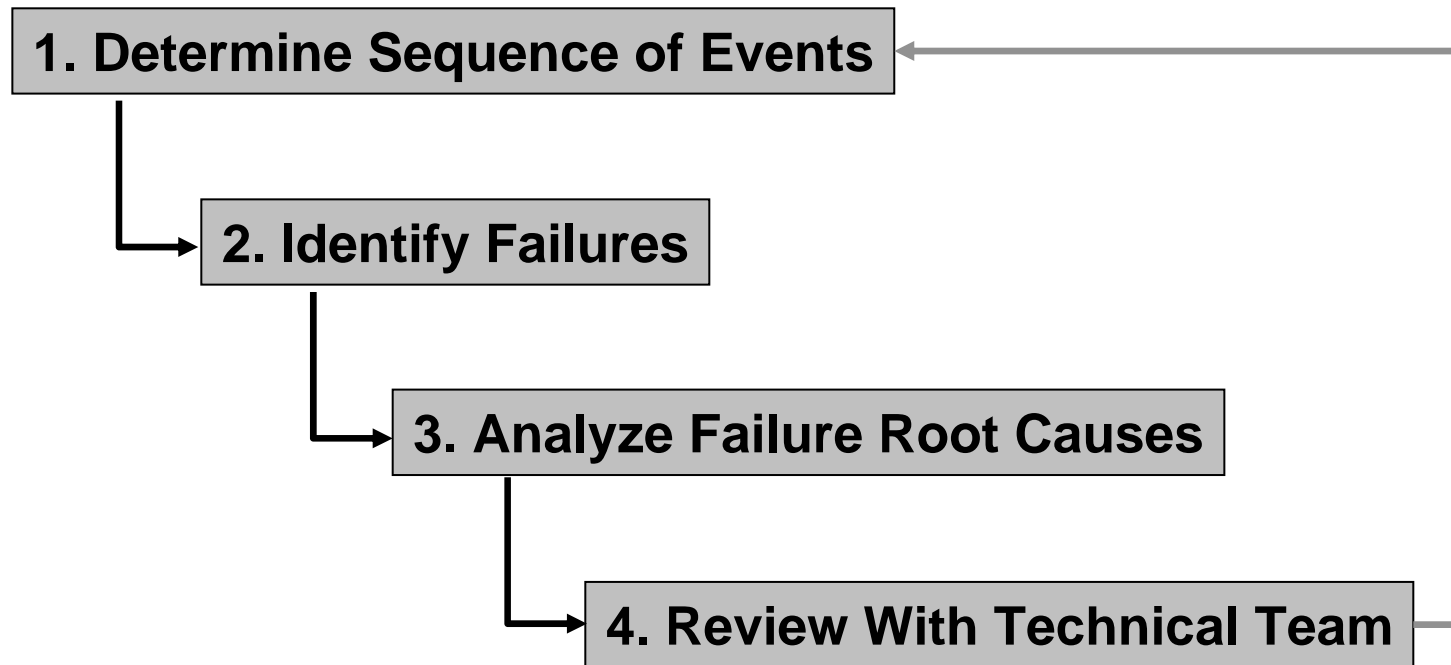 1. Determine Sequence of Events
2. Identify Failures
3. Analyze Failure Root Causes
4. Review With Technical Team